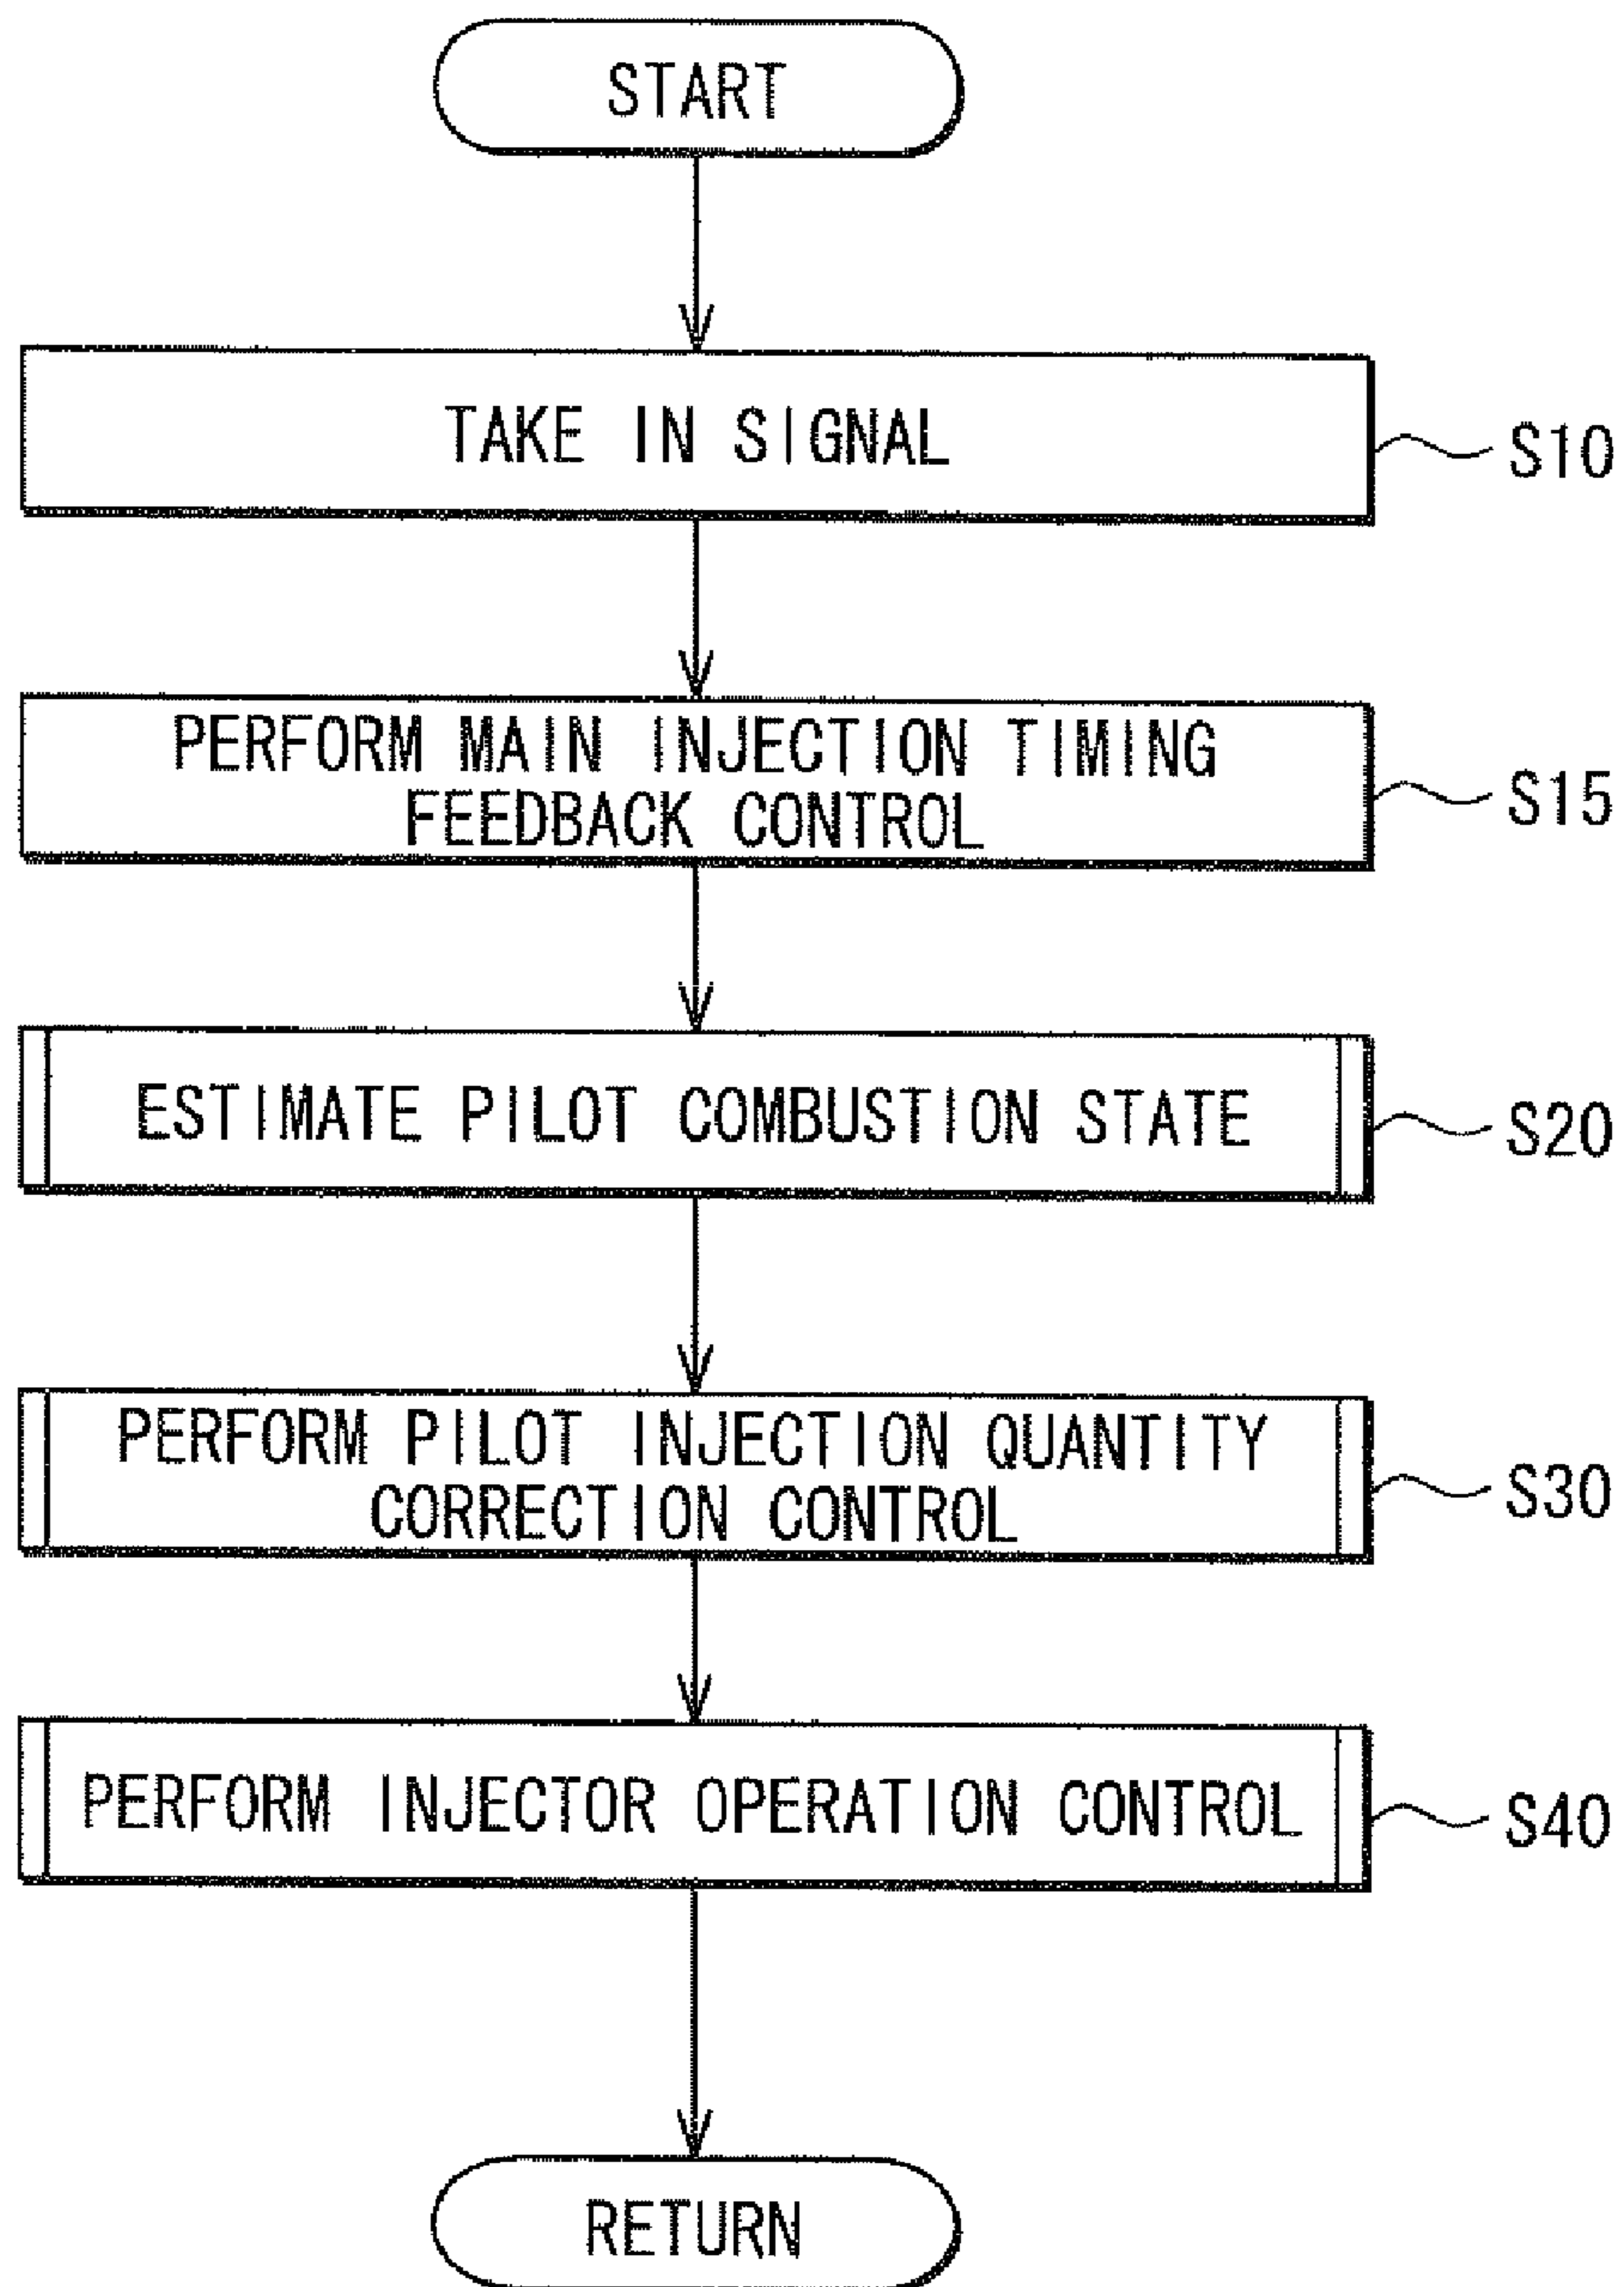 START
TAKE IN SIGNAL
S10
PERFORM MAIN INJECTION TIMING
FEEDBACK CONTROL
S15
ESTIMATE PILOT COMBUSTION STATE
S20
PERFORM PILOT INJECTION QUANTITY
CORRECTION CONTROL
S30
PERFORM INJECTOR OPERATION CONTROL
S40
RETURN